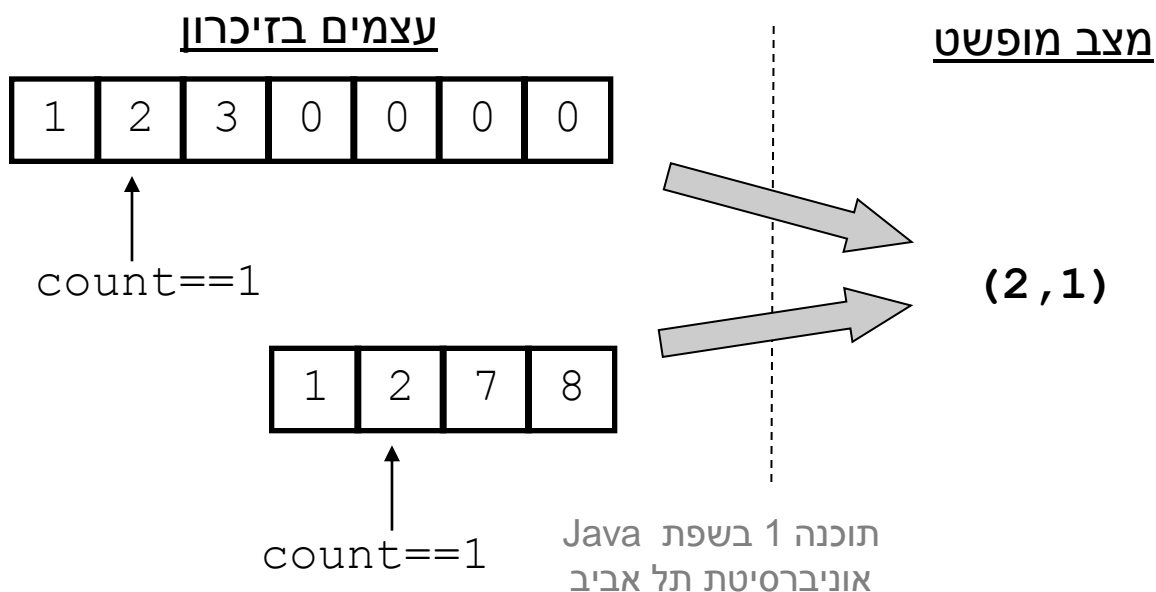 עצמים בזיכרון
מצב מופשט
1 2 3 0 0 0 0
count==1
(2,1)
1 2 7 8
count==1
תוכנה 1 בשפת Java
אוניברסיטת תל אביב